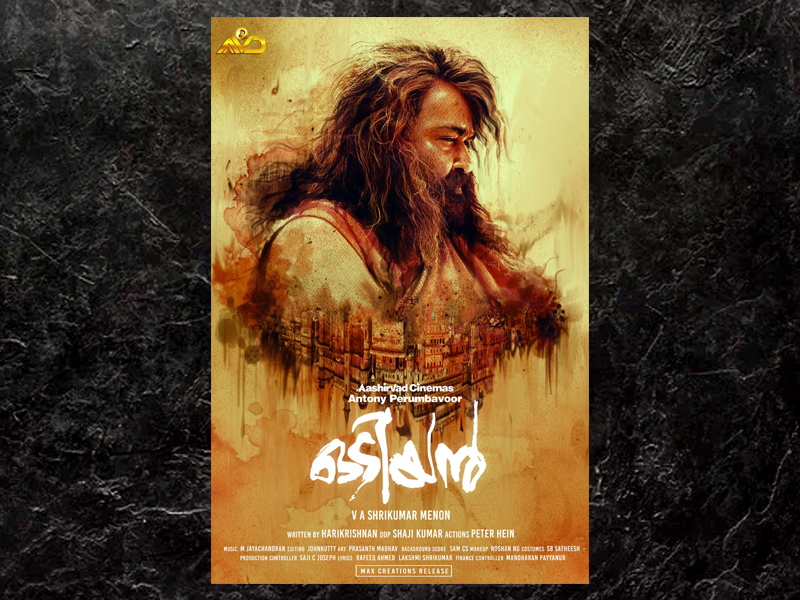 AVD
Aashirvad Cinemas
Antony Perumbavoor
ഒടിയൻ
V A SHRIKUMAR MENON
WRITTEN BY HARIKRISHNAN DOP SHAJI KUMAR ACTIONS PETER HEIN
MUSIC M JAYACHANDRAN EDITING JOHNKUTTY ART PRASANTH MADHAV BACKGROUND SCORE SAM CS MAKEUP ROSHAN NG COSTUMES SB SATHEESH
PRODUCTION CONTROLLER SAJI C JOSEPH LYRICS RAFEEQ AHMED LAKSHMI SHRIKUMAR FINANCE CONTROLLER MANOHARAN PAYYANUR
MAX CREATIONS RELEASE